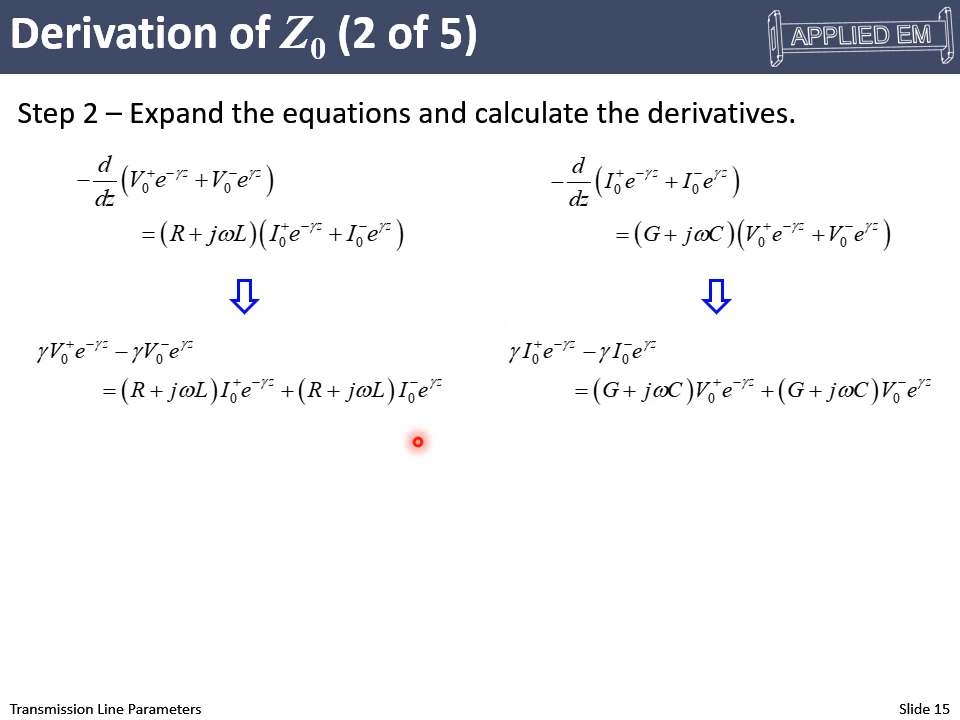 Derivation of Z₀ (2 of 5)
APPLIED EM
Step 2 – Expand the equations and calculate the derivatives.
−d/dz (V₀⁺e^{−γz} + V₀⁻e^{γz})
= (R + jωL)(I₀⁺e^{−γz} + I₀⁻e^{γz})
−d/dz (I₀⁺e^{−γz} + I₀⁻e^{γz})
= (G + jωC)(V₀⁺e^{−γz} + V₀⁻e^{γz})
γV₀⁺e^{−γz} − γV₀⁻e^{γz}
= (R + jωL)I₀⁺e^{−γz} + (R + jωL)I₀⁻e^{γz}
γI₀⁺e^{−γz} − γI₀⁻e^{γz}
= (G + jωC)V₀⁺e^{−γz} + (G + jωC)V₀⁻e^{γz}
Transmission Line Parameters
Slide 15